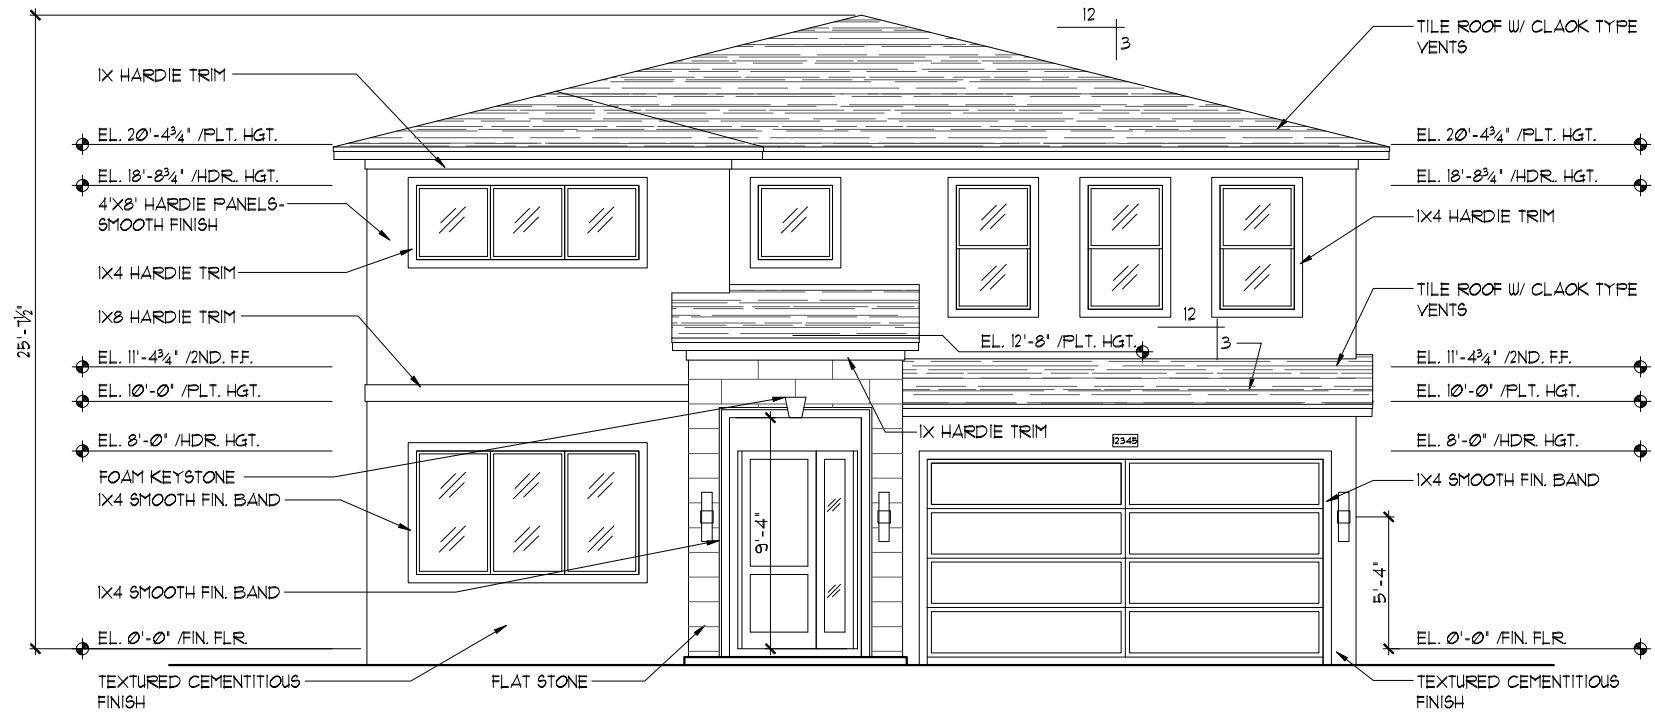 12
3
TILE ROOF W/ CLAOK TYPE
VENTS
1X HARDIE TRIM
EL. 20'-4¾" /PLT. HGT.
EL. 20'-4¾" /PLT. HGT.
EL. 18'-8¾" /HDR. HGT.
EL. 18'-8¾" /HDR. HGT.
4'X8' HARDIE PANELS-
SMOOTH FINISH
1X4 HARDIE TRIM
1X4 HARDIE TRIM
TILE ROOF W/ CLAOK TYPE
VENTS
1X8 HARDIE TRIM
12
3
25'-7½"
EL. 12'-8" /PLT. HGT.
EL. 11'-4¾" /2ND. F.F.
EL. 11'-4¾" /2ND. F.F.
EL. 10'-0" /PLT. HGT.
EL. 10'-0" /PLT. HGT.
1X HARDIE TRIM
12345
EL. 8'-0" /HDR. HGT.
EL. 8'-0" /HDR. HGT.
FOAM KEYSTONE
1X4 SMOOTH FIN. BAND
1X4 SMOOTH FIN. BAND
9'-4"
5'-4"
1X4 SMOOTH FIN. BAND
EL. 0'-0" /FIN. FLR.
EL. 0'-0" /FIN. FLR.
TEXTURED CEMENTITIOUS
FINISH
FLAT STONE
TEXTURED CEMENTITIOUS
FINISH